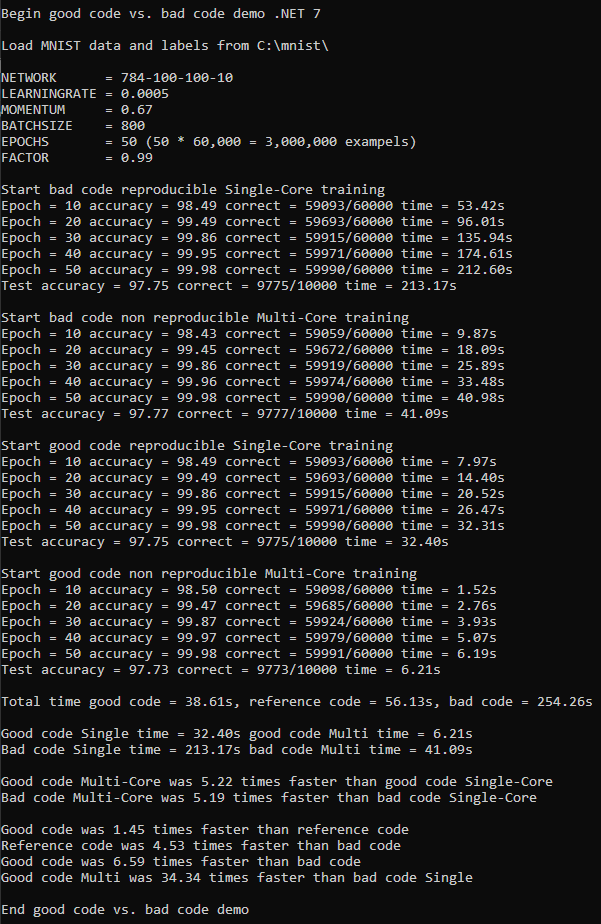 Begin good code vs. bad code demo .NET 7
Load MNIST data and labels from C:\mnist\
NETWORK      = 784-100-100-10
LEARNINGRATE = 0.0005
MOMENTUM     = 0.67
BATCHSIZE    = 800
EPOCHS       = 50 (50 * 60,000 = 3,000,000 exampels)
FACTOR       = 0.99
Start bad code reproducible Single-Core training
Epoch = 10 accuracy = 98.49 correct = 59093/60000 time = 53.42s
Epoch = 20 accuracy = 99.49 correct = 59693/60000 time = 96.01s
Epoch = 30 accuracy = 99.86 correct = 59915/60000 time = 135.94s
Epoch = 40 accuracy = 99.95 correct = 59971/60000 time = 174.61s
Epoch = 50 accuracy = 99.98 correct = 59990/60000 time = 212.60s
Test accuracy = 97.75 correct = 9775/10000 time = 213.17s
Start bad code non reproducible Multi-Core training
Epoch = 10 accuracy = 98.43 correct = 59059/60000 time = 9.87s
Epoch = 20 accuracy = 99.45 correct = 59672/60000 time = 18.09s
Epoch = 30 accuracy = 99.86 correct = 59919/60000 time = 25.89s
Epoch = 40 accuracy = 99.96 correct = 59974/60000 time = 33.48s
Epoch = 50 accuracy = 99.98 correct = 59990/60000 time = 40.98s
Test accuracy = 97.77 correct = 9777/10000 time = 41.09s
Start good code reproducible Single-Core training
Epoch = 10 accuracy = 98.49 correct = 59093/60000 time = 7.97s
Epoch = 20 accuracy = 99.49 correct = 59693/60000 time = 14.40s
Epoch = 30 accuracy = 99.86 correct = 59915/60000 time = 20.52s
Epoch = 40 accuracy = 99.95 correct = 59971/60000 time = 26.47s
Epoch = 50 accuracy = 99.98 correct = 59990/60000 time = 32.31s
Test accuracy = 97.75 correct = 9775/10000 time = 32.40s
Start good code non reproducible Multi-Core training
Epoch = 10 accuracy = 98.50 correct = 59098/60000 time = 1.52s
Epoch = 20 accuracy = 99.47 correct = 59685/60000 time = 2.76s
Epoch = 30 accuracy = 99.87 correct = 59924/60000 time = 3.93s
Epoch = 40 accuracy = 99.97 correct = 59979/60000 time = 5.07s
Epoch = 50 accuracy = 99.98 correct = 59991/60000 time = 6.19s
Test accuracy = 97.73 correct = 9773/10000 time = 6.21s
Total time good code = 38.61s, reference code = 56.13s, bad code = 254.26s
Good code Single time = 32.40s good code Multi time = 6.21s
Bad code Single time = 213.17s bad code Multi time = 41.09s
Good code Multi-Core was 5.22 times faster than good code Single-Core
Bad code Multi-Core was 5.19 times faster than bad code Single-Core
Good code was 1.45 times faster than reference code
Reference code was 4.53 times faster than bad code
Good code was 6.59 times faster than bad code
Good code Multi was 34.34 times faster than bad code Single
End good code vs. bad code demo